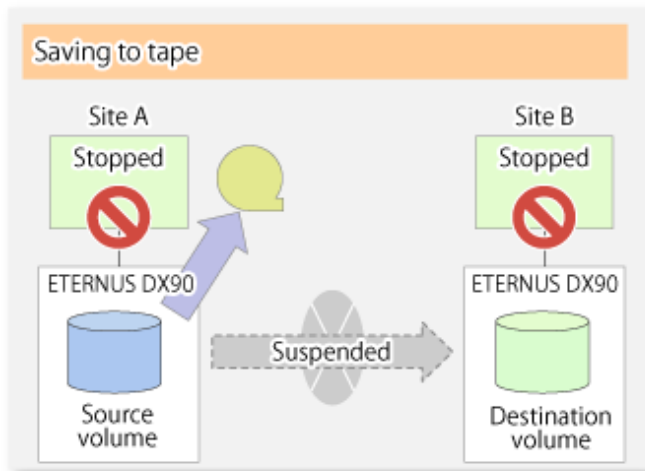 Saving to tape
Site A
Site B
Stopped
Stopped
ETERNUS DX90
ETERNUS DX90
Suspended
Source
volume
Destination
volume